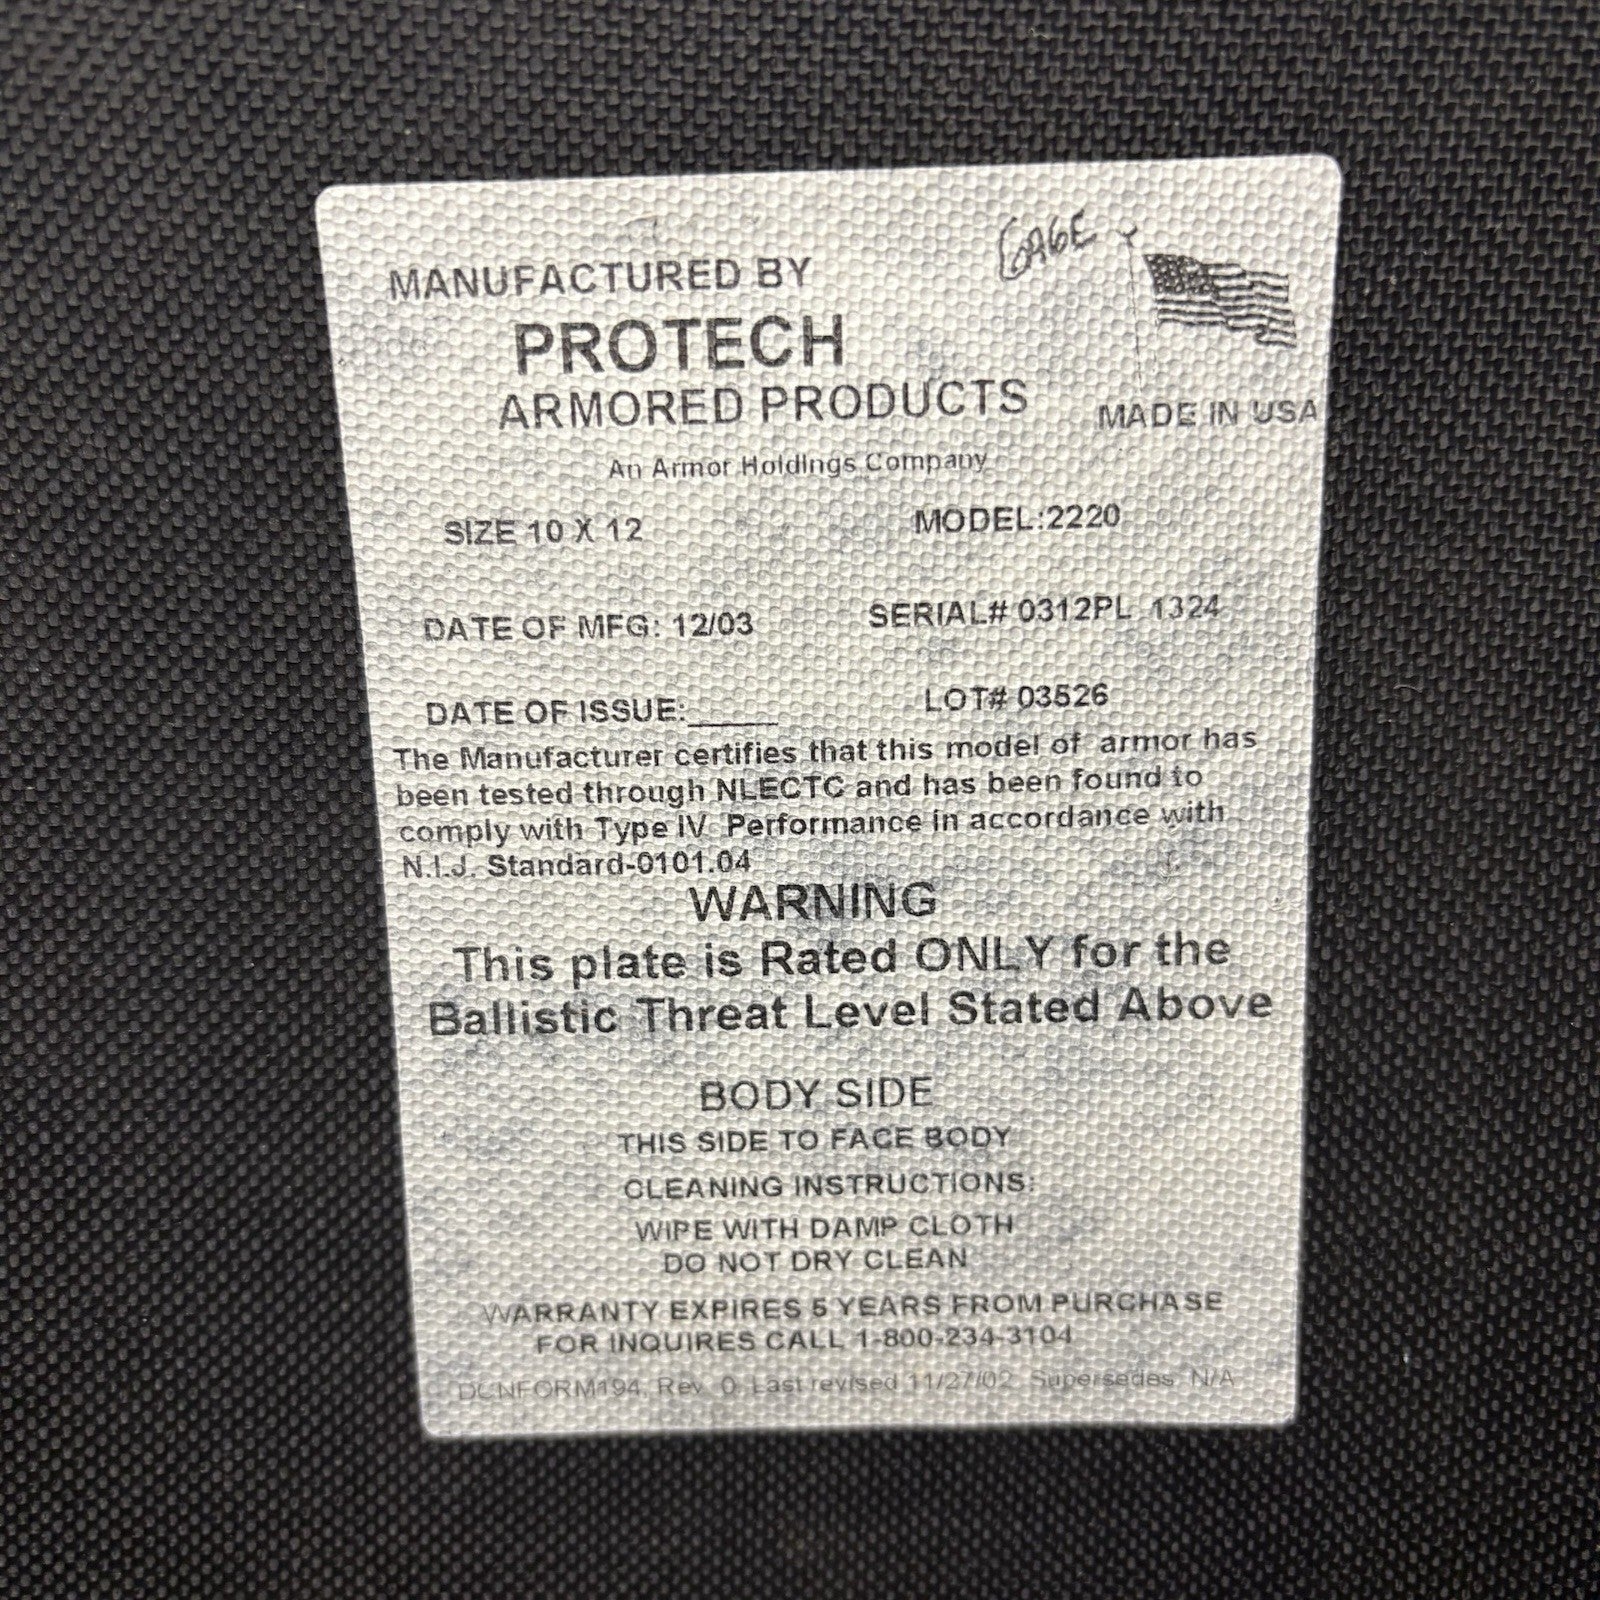 GAGE
MANUFACTURED BY
PROTECH
ARMORED PRODUCTS
MADE IN USA
An Armor Holdings Company
SIZE 10 X 12 MODEL:2220
DATE OF MFG: 12/03 SERIAL# 0312PL 1324
DATE OF ISSUE:_____ LOT# 03526
The Manufacturer certifies that this model of armor has
been tested through NLECTC and has been found to
comply with Type IV Performance in accordance with
N.I.J. Standard-0101.04
WARNING
This plate is Rated ONLY for the
Ballistic Threat Level Stated Above
BODY SIDE
THIS SIDE TO FACE BODY
CLEANING INSTRUCTIONS:
WIPE WITH DAMP CLOTH
DO NOT DRY CLEAN
WARRANTY EXPIRES 5 YEARS FROM PURCHASE
FOR INQUIRES CALL 1-800-234-3104
DCNFORM194, Rev 0, Last revised 11/27/02 Supersedes N/A